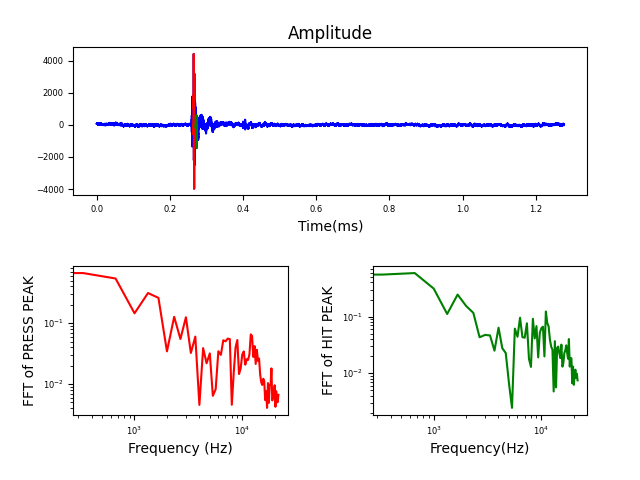 Amplitude
4000
2000
0
−2000
−4000
0.0 0.2 0.4 0.6 0.8 1.0 1.2
Time(ms)
FFT of PRESS PEAK
10⁻¹
10⁻²
10³ 10⁴
Frequency (Hz)
FFT of HIT PEAK
10⁻¹
10⁻²
10³ 10⁴
Frequency(Hz)